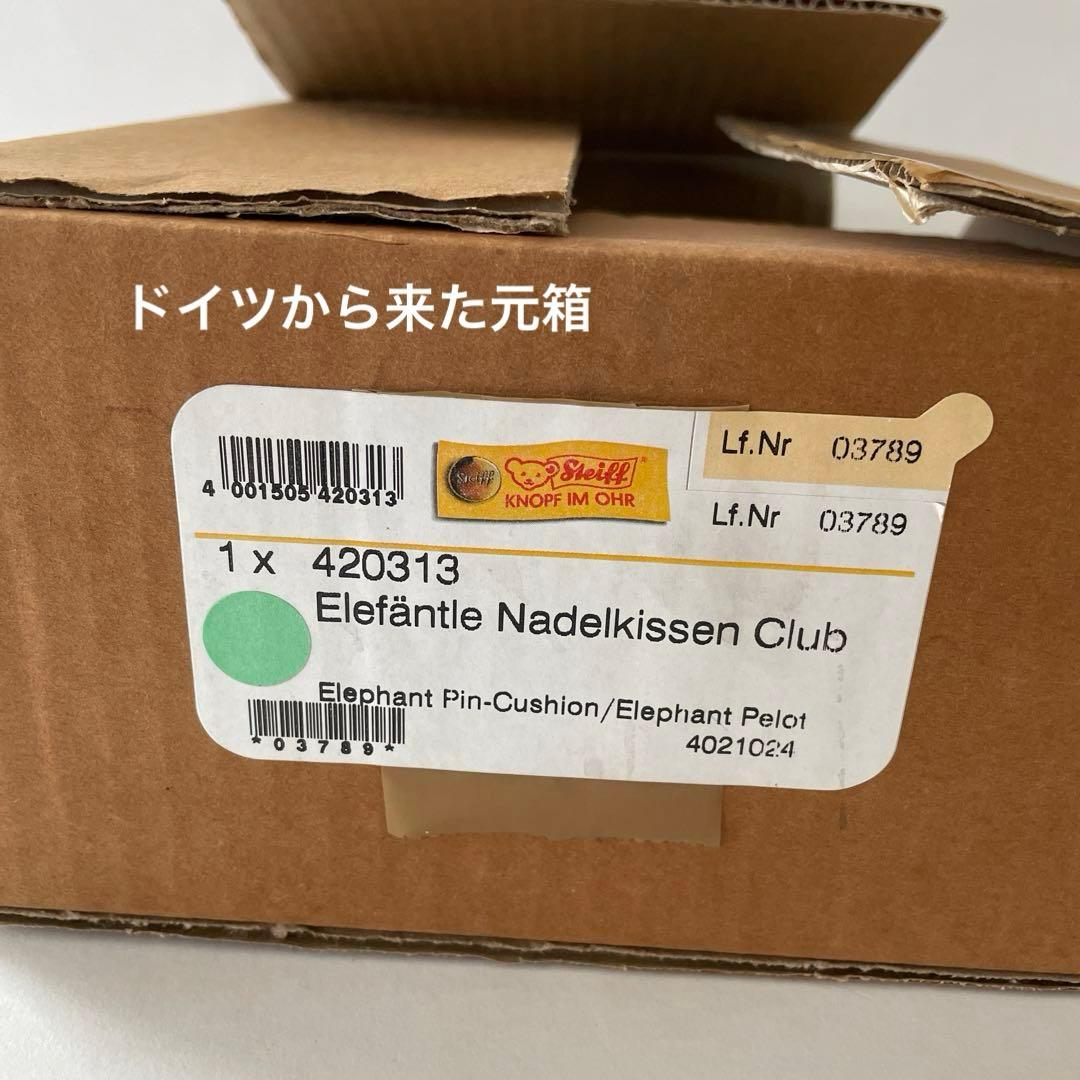 ドイツから来た元箱
4 001505 420313
Steiff
Steiff
KNOPF IM OHR
Lf.Nr 03789
Lf.Nr 03789
1 x 420313
Elefäntle Nadelkissen Club
Elephant Pin-Cushion/Elephant Pelot
*03789*
4021024